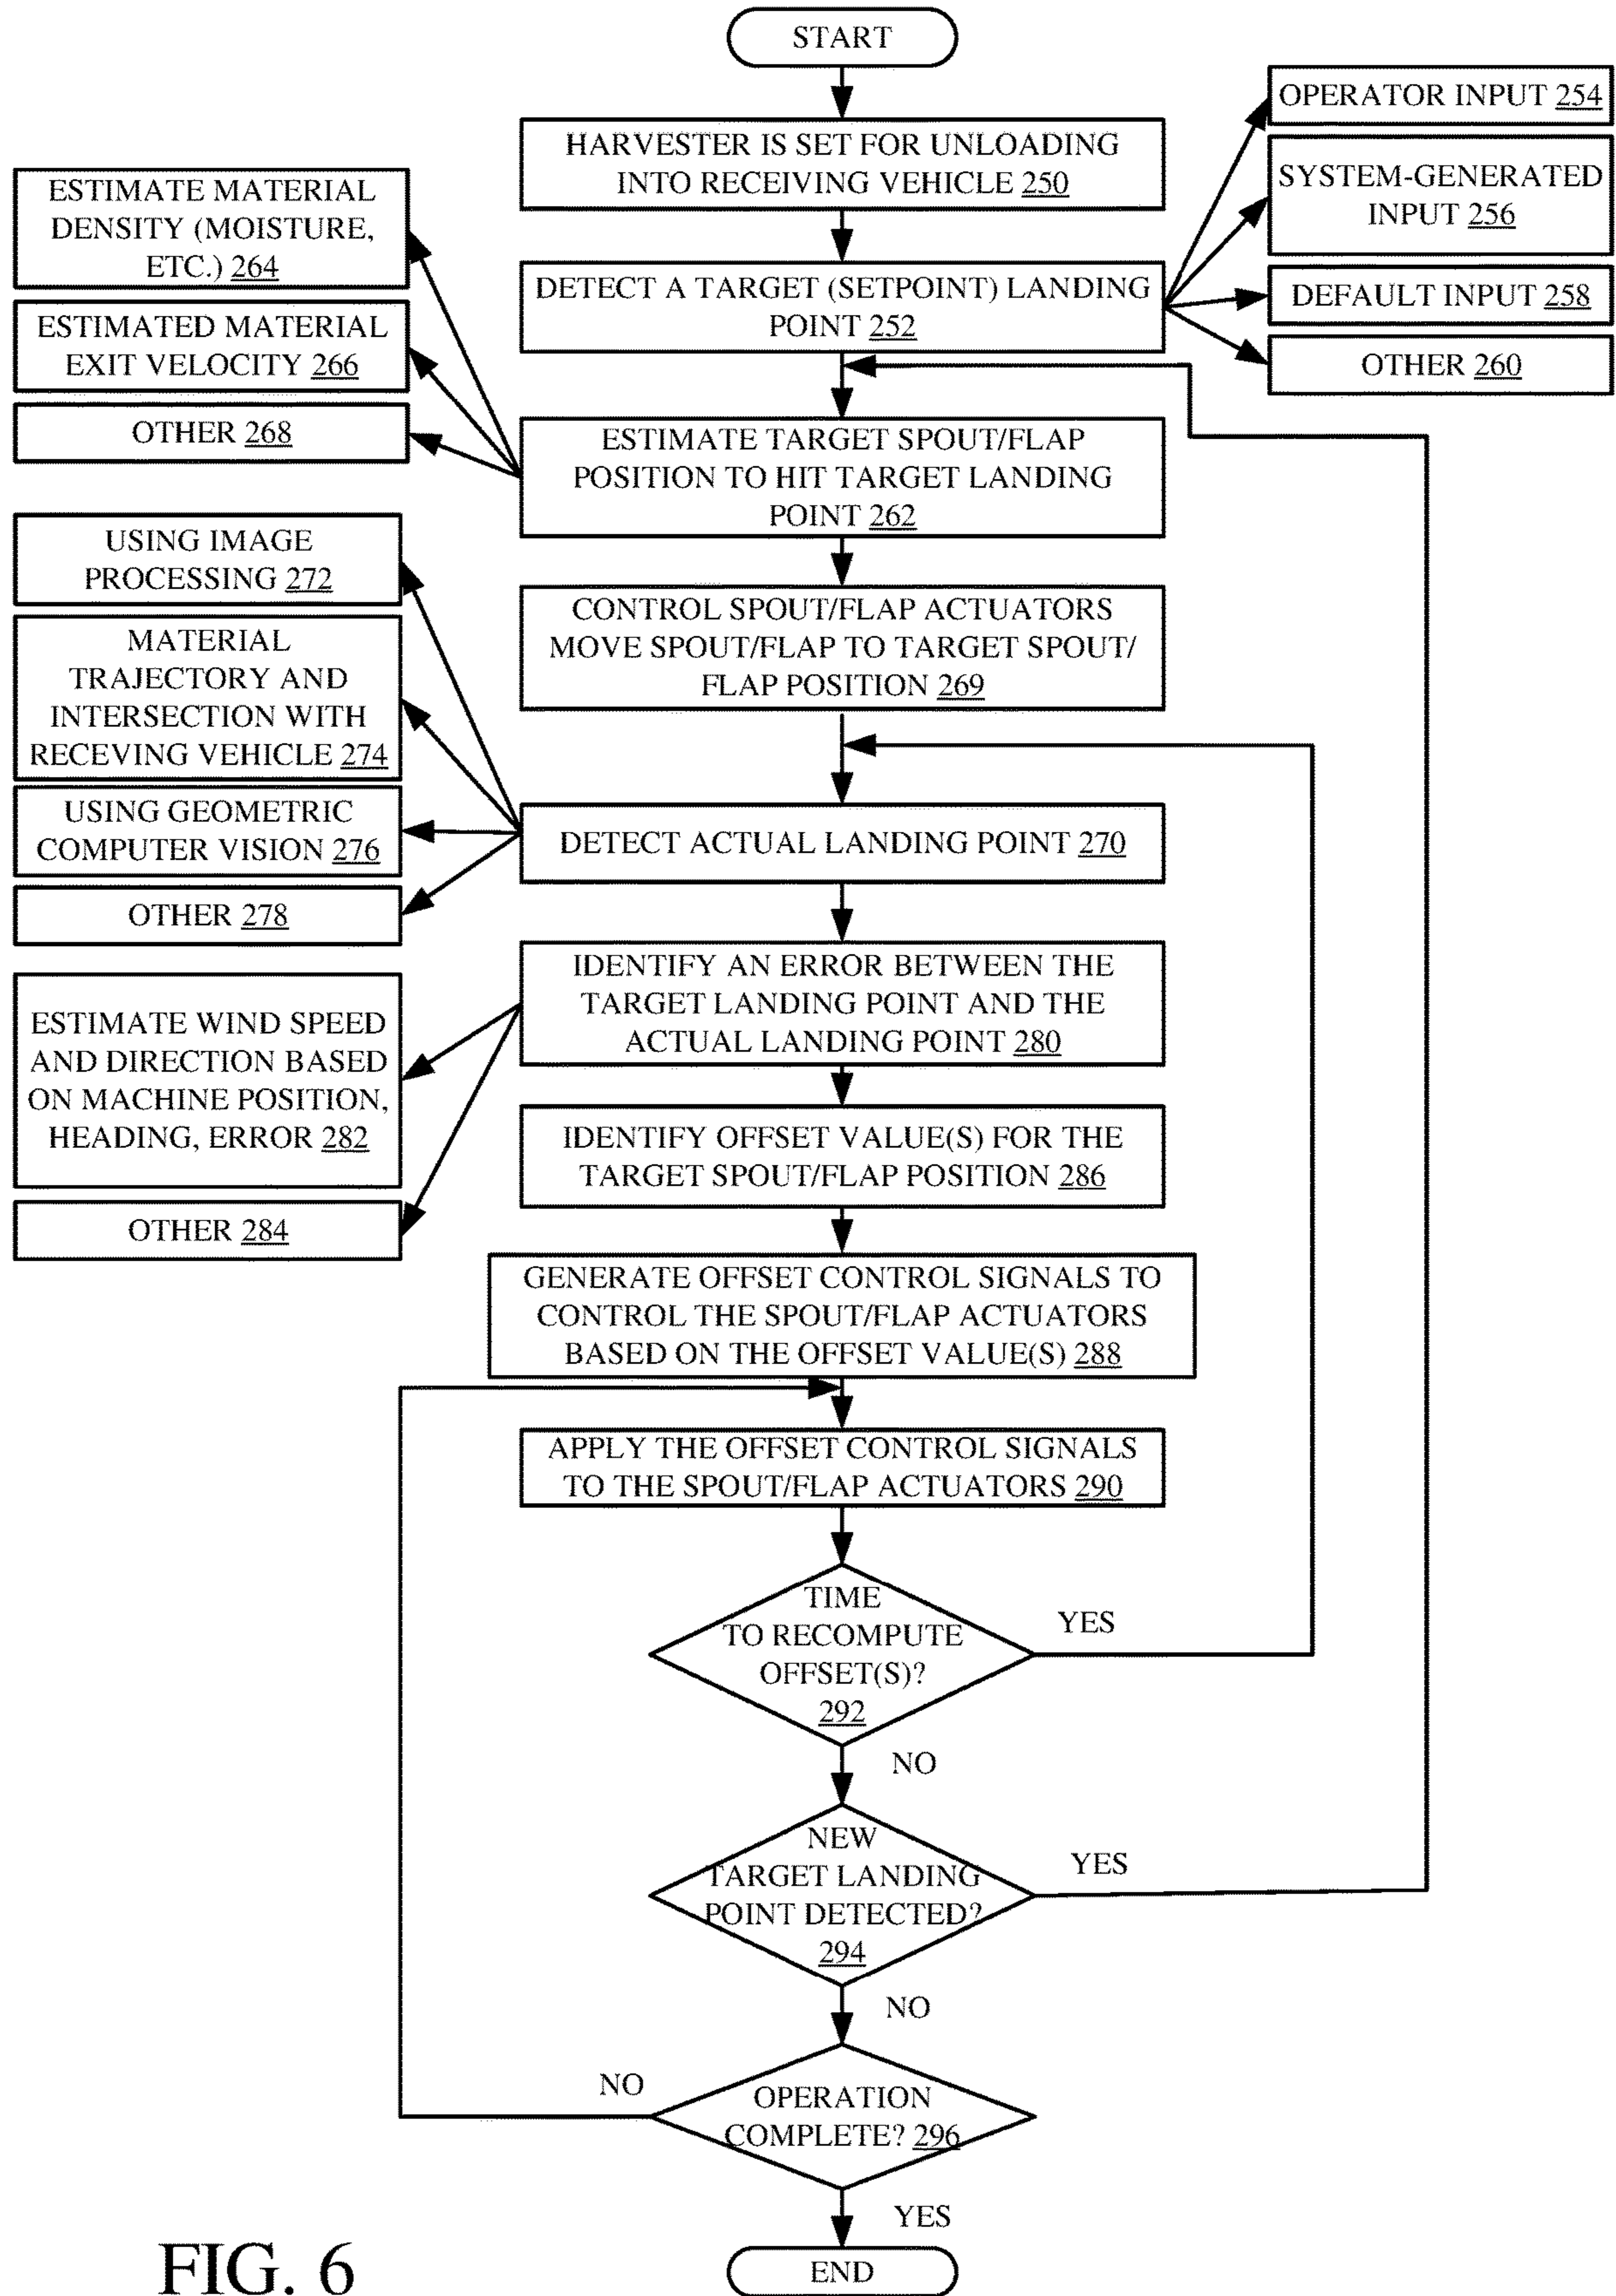 START
HARVESTER IS SET FOR UNLOADING
INTO RECEIVING VEHICLE 250
OPERATOR INPUT 254
SYSTEM-GENERATED
INPUT 256
DEFAULT INPUT 258
OTHER 260
DETECT A TARGET (SETPOINT) LANDING
POINT 252
ESTIMATE MATERIAL
DENSITY (MOISTURE,
ETC.) 264
ESTIMATED MATERIAL
EXIT VELOCITY 266
OTHER 268
ESTIMATE TARGET SPOUT/FLAP
POSITION TO HIT TARGET LANDING
POINT 262
CONTROL SPOUT/FLAP ACTUATORS
MOVE SPOUT/FLAP TO TARGET SPOUT/
FLAP POSITION 269
USING IMAGE
PROCESSING 272
MATERIAL
TRAJECTORY AND
INTERSECTION WITH
RECEVING VEHICLE 274
USING GEOMETRIC
COMPUTER VISION 276
OTHER 278
DETECT ACTUAL LANDING POINT 270
IDENTIFY AN ERROR BETWEEN THE
TARGET LANDING POINT AND THE
ACTUAL LANDING POINT 280
ESTIMATE WIND SPEED
AND DIRECTION BASED
ON MACHINE POSITION,
HEADING, ERROR 282
OTHER 284
IDENTIFY OFFSET VALUE(S) FOR THE
TARGET SPOUT/FLAP POSITION 286
GENERATE OFFSET CONTROL SIGNALS TO
CONTROL THE SPOUT/FLAP ACTUATORS
BASED ON THE OFFSET VALUE(S) 288
APPLY THE OFFSET CONTROL SIGNALS
TO THE SPOUT/FLAP ACTUATORS 290
TIME
TO RECOMPUTE
OFFSET(S)?
292
YES
NO
NEW
TARGET LANDING
POINT DETECTED?
294
YES
NO
OPERATION
COMPLETE? 296
NO
YES
END
FIG. 6